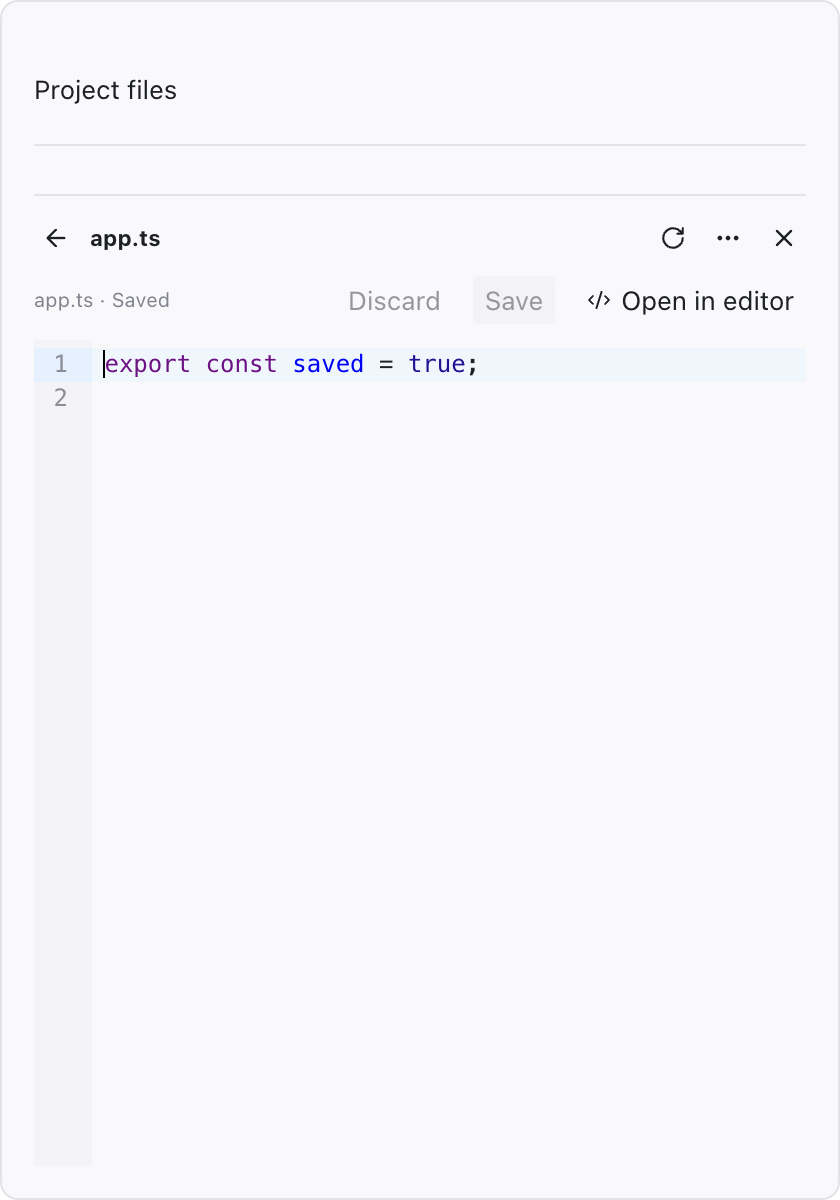 Project files
app.ts
app.ts · Saved Discard Save </> Open in editor
1 export const saved = true;
2